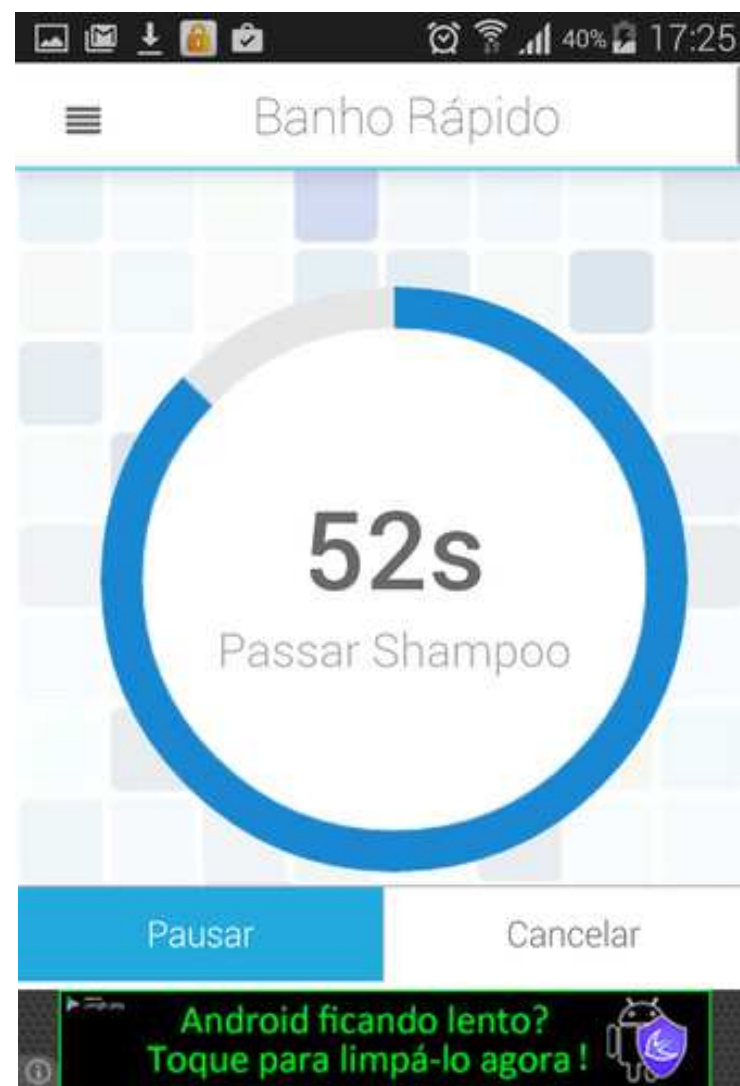 40% 17:25
Banho Rápido
52s
Passar Shampoo
Pausar Cancelar
Android ficando lento?
Toque para limpá-lo agora !